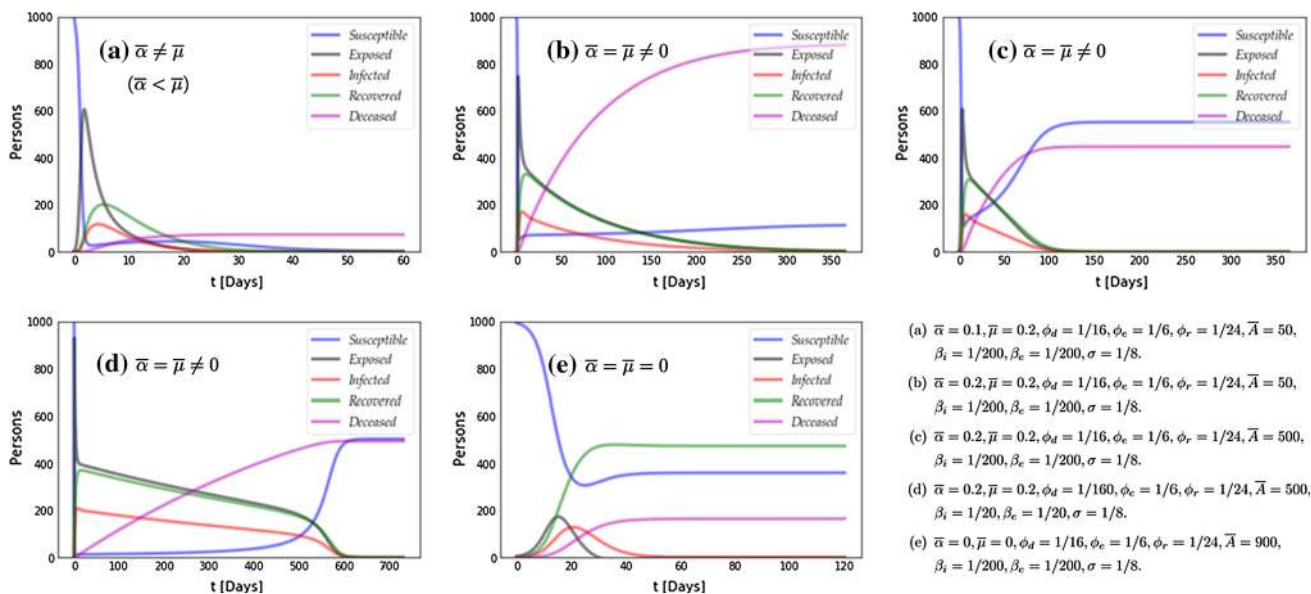 (a) α̅ ≠ μ̅
(α̅ < μ̅)
Susceptible
Exposed
Infected
Recovered
Deceased
Persons
1000
800
600
400
200
0
0 10 20 30 40 50 60
t [Days]
(b) α̅ = μ̅ ≠ 0
Susceptible
Exposed
Infected
Recovered
Deceased
Persons
1000
800
600
400
200
0
0 50 100 150 200 250 300 350
t [Days]
(c) α̅ = μ̅ ≠ 0
Susceptible
Exposed
Infected
Recovered
Deceased
Persons
1000
800
600
400
200
0
0 50 100 150 200 250 300 350
t [Days]
(d) α̅ = μ̅ ≠ 0
Susceptible
Exposed
Infected
Recovered
Deceased
Persons
1000
800
600
400
200
0
0 100 200 300 400 500 600 700
t [Days]
(e) α̅ = μ̅ = 0
Susceptible
Exposed
Infected
Recovered
Deceased
Persons
1000
800
600
400
200
0
0 20 40 60 80 100 120
t [Days]
(a) α̅ = 0.1, μ̅ = 0.2, ϕd = 1/16, ϕe = 1/6, ϕr = 1/24, A̅ = 50,
βi = 1/200, βe = 1/200, σ = 1/8.
(b) α̅ = 0.2, μ̅ = 0.2, ϕd = 1/16, ϕe = 1/6, ϕr = 1/24, A̅ = 50,
βi = 1/200, βe = 1/200, σ = 1/8.
(c) α̅ = 0.2, μ̅ = 0.2, ϕd = 1/16, ϕe = 1/6, ϕr = 1/24, A̅ = 500,
βi = 1/200, βe = 1/200, σ = 1/8.
(d) α̅ = 0.2, μ̅ = 0.2, ϕd = 1/160, ϕe = 1/6, ϕr = 1/24, A̅ = 500,
βi = 1/20, βe = 1/20, σ = 1/8.
(e) α̅ = 0, μ̅ = 0, ϕd = 1/16, ϕe = 1/6, ϕr = 1/24, A̅ = 900,
βi = 1/200, βe = 1/200, σ = 1/8.